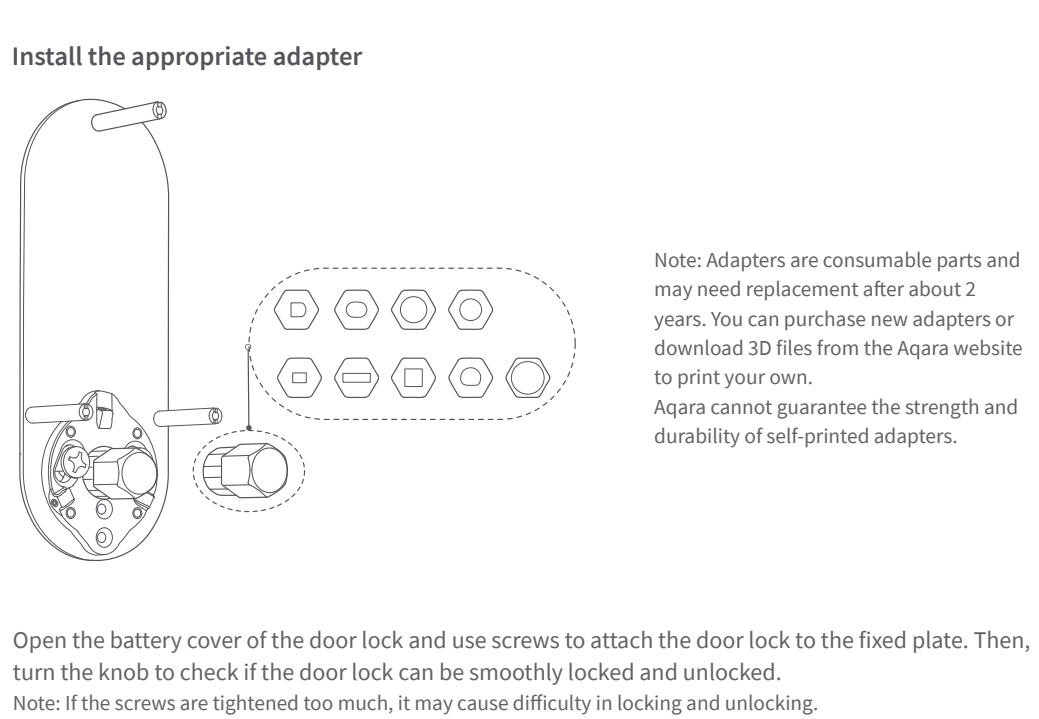 Install the appropriate adapter
Note: Adapters are consumable parts and
may need replacement after about 2
years. You can purchase new adapters or
download 3D files from the Aqara website
to print your own.
Aqara cannot guarantee the strength and
durability of self-printed adapters.
Open the battery cover of the door lock and use screws to attach the door lock to the fixed plate. Then,
turn the knob to check if the door lock can be smoothly locked and unlocked.
Note: If the screws are tightened too much, it may cause difficulty in locking and unlocking.